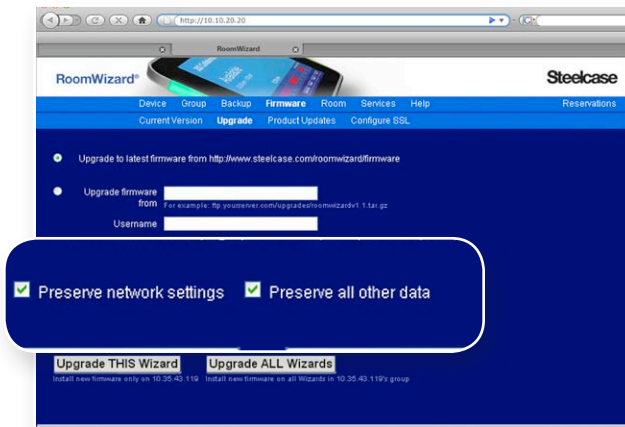 http://10.10.20.20
RoomWizard
RoomWizard® Steelcase
Device Group Backup Firmware Room Services Help Reservations
Current Version Upgrade Product Updates Configure SSL
Upgrade to latest firmware from http://www.steelcase.com/roomwizard/firmware
Upgrade firmware
from For example: ftp.yourserver.com/upgrades/roomwizardv1.1.tar.gz
Username
Preserve network settings Preserve all other data
Upgrade THIS Wizard Upgrade ALL Wizards
Install new firmware only on 10.35.43.119 Install new firmware on all Wizards in 10.35.43.119's group